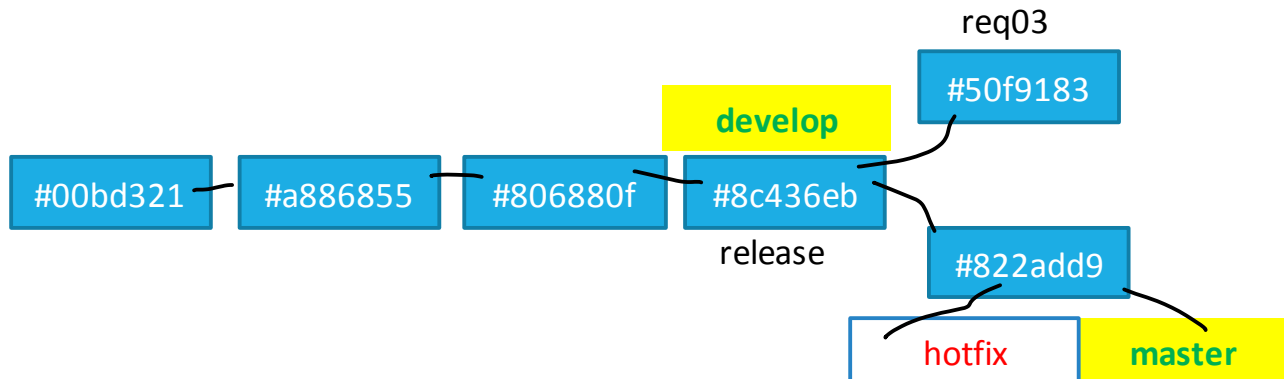 req03
#50f9183
develop
#00bd321
#a886855
#806880f
#8c436eb
release
#822add9
hotfix
master